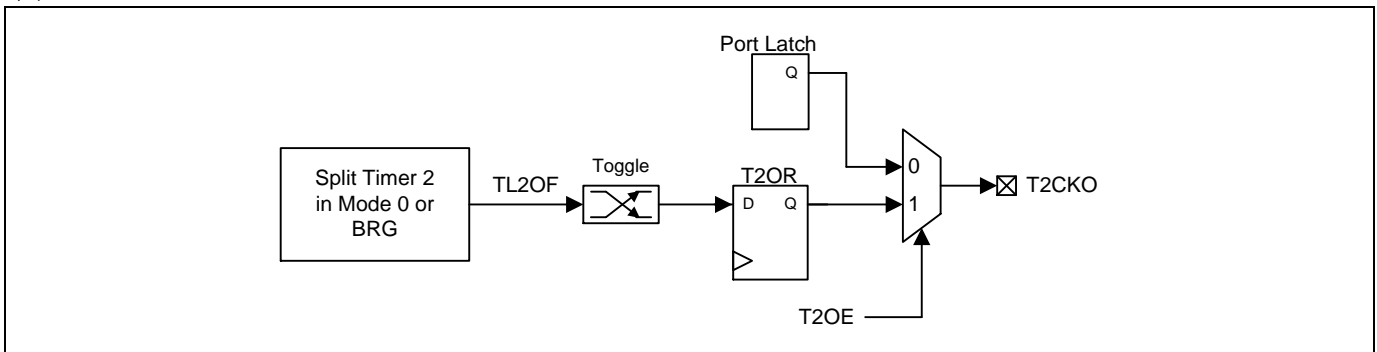 Port Latch
Q
Split Timer 2
in Mode 0 or
BRG
TL2OF
Toggle
T2OR
D Q
0
1
T2CKO
T2OE